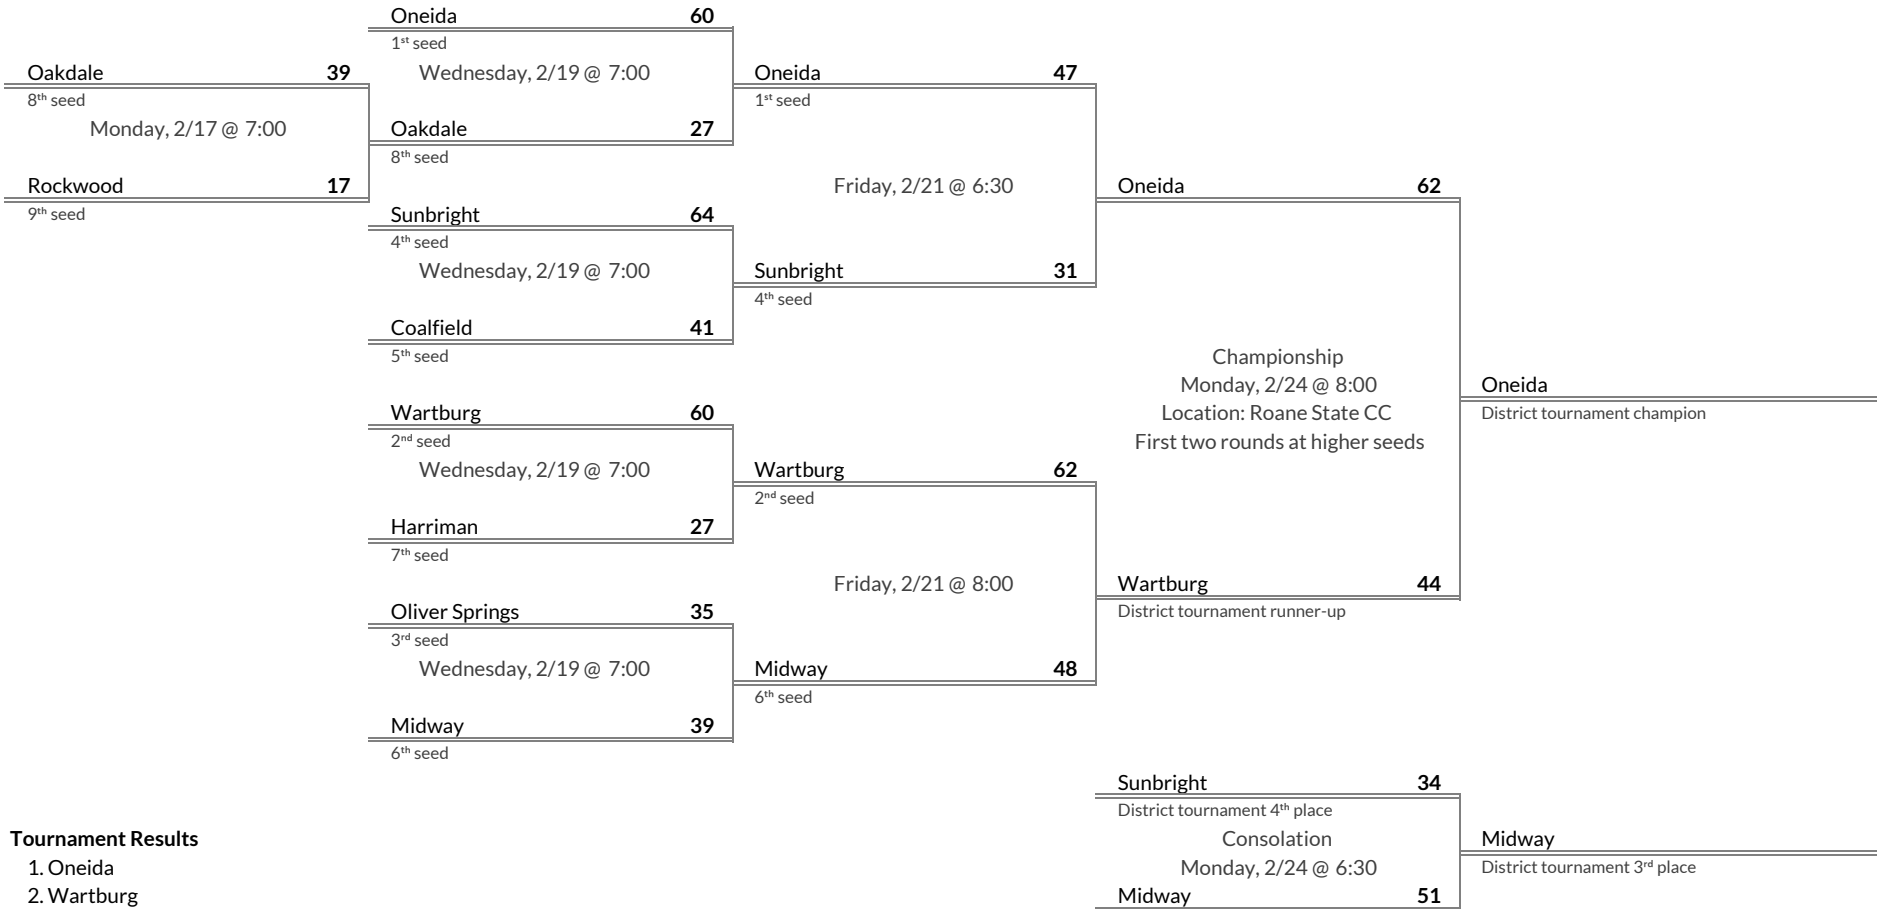 Oneida 60
1st seed
Oakdale 39
Wednesday, 2/19 @ 7:00
Oneida 47
8th seed
1st seed
Monday, 2/17 @ 7:00
Oakdale 27
8th seed
Rockwood 17
Friday, 2/21 @ 6:30
Oneida 62
9th seed
Sunbright 64
4th seed
Wednesday, 2/19 @ 7:00
Sunbright 31
4th seed
Coalfield 41
5th seed
Championship
Monday, 2/24 @ 8:00
Oneida
Location: Roane State CC
District tournament champion
First two rounds at higher seeds
Wartburg 60
2nd seed
Wednesday, 2/19 @ 7:00
Wartburg 62
2nd seed
Harriman 27
7th seed
Friday, 2/21 @ 8:00
Wartburg 44
District tournament runner-up
Oliver Springs 35
3rd seed
Wednesday, 2/19 @ 7:00
Midway 48
6th seed
Midway 39
6th seed
Sunbright 34
District tournament 4th place
Consolation
Midway
Monday, 2/24 @ 6:30
District tournament 3rd place
Midway 51
Tournament Results
1. Oneida
2. Wartburg